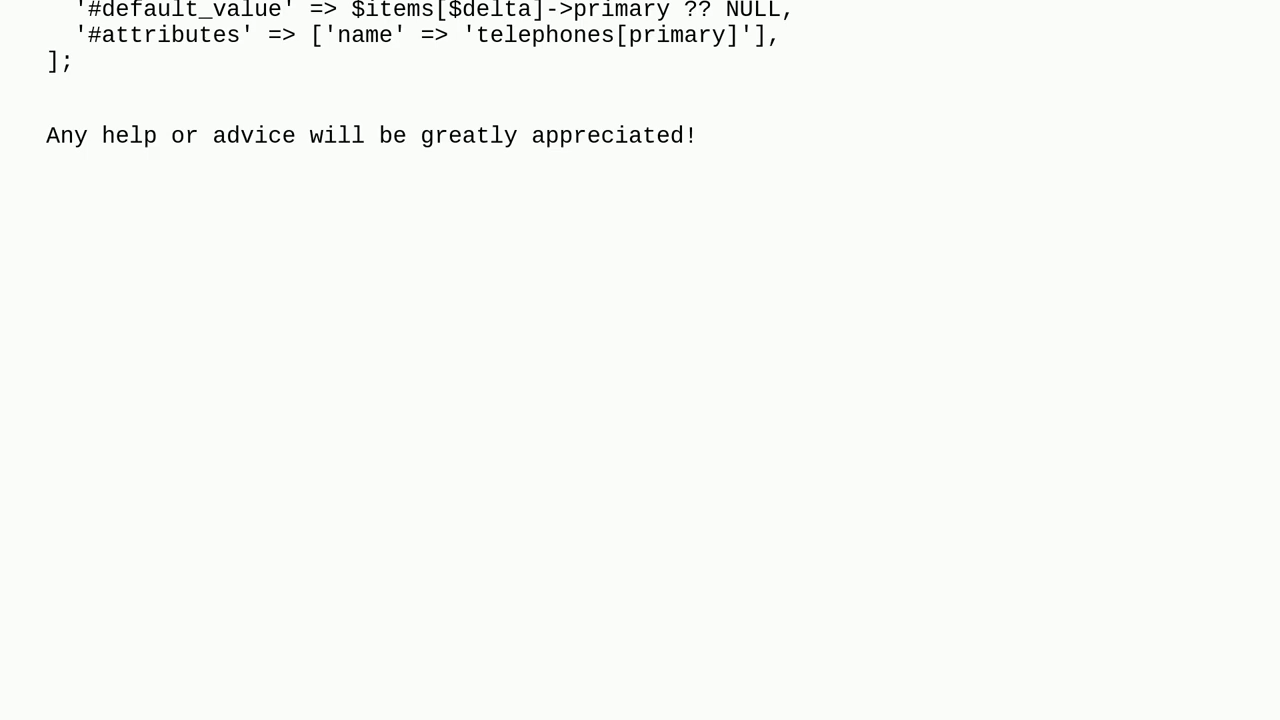 '#default_value' => $items[$delta]->primary ?? NULL,
'#attributes' => ['name' => 'telephones[primary]'],
];
Any help or advice will be greatly appreciated!